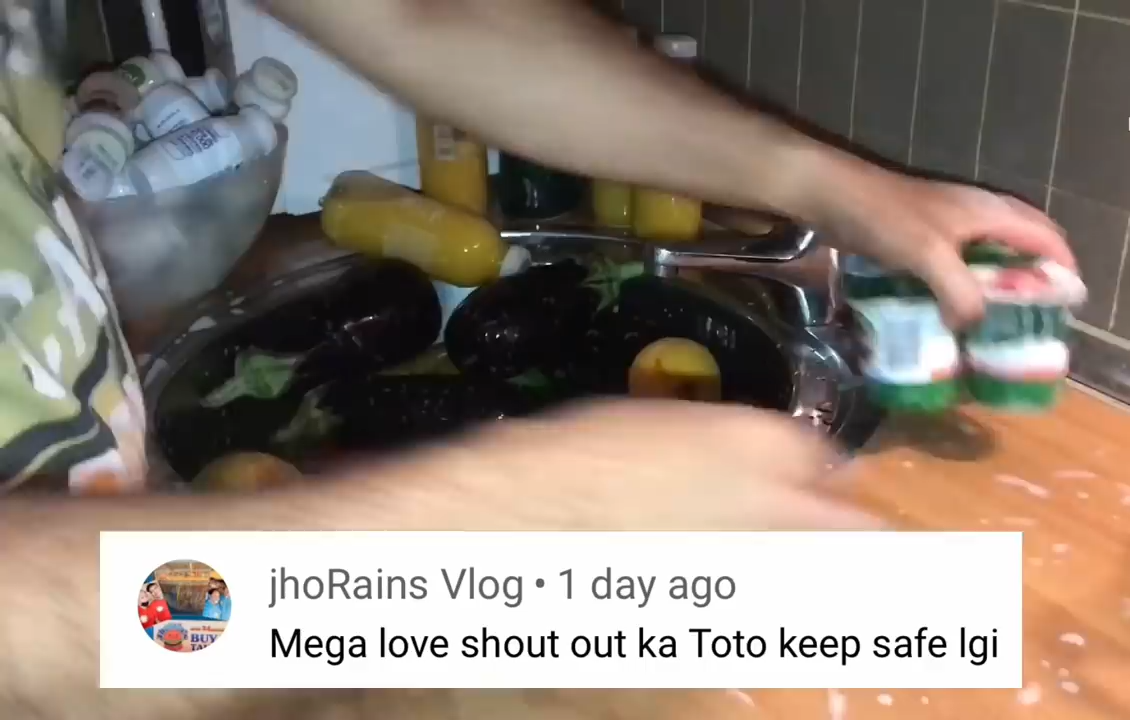 jhoRains Vlog • 1 day ago
Mega love shout out ka Toto keep safe lgi